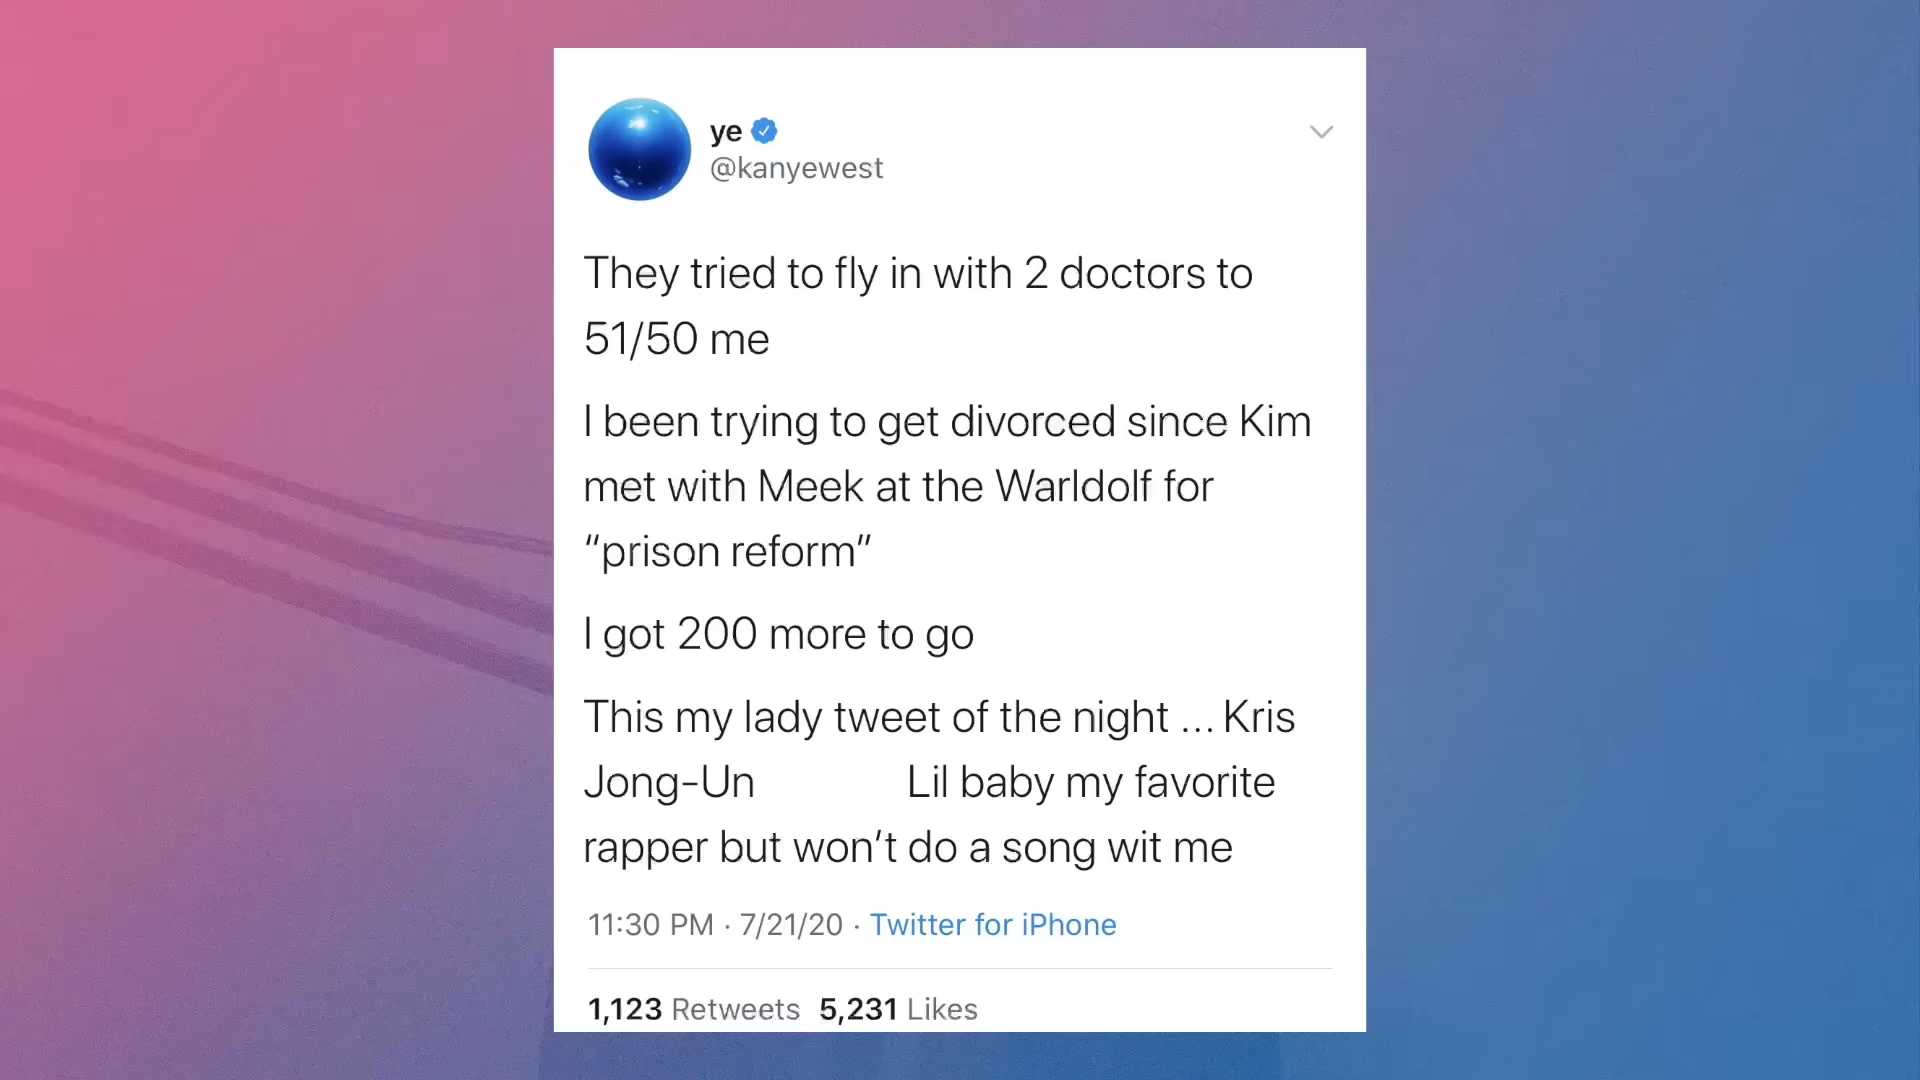 ye
@kanyewest
They tried to fly in with 2 doctors to
51/50 me
I been trying to get divorced since Kim
met with Meek at the Warldolf for
“prison reform”
I got 200 more to go
This my lady tweet of the night ... Kris
Jong-Un Lil baby my favorite
rapper but won’t do a song wit me
11:30 PM · 7/21/20 · Twitter for iPhone
1,123 Retweets 5,231 Likes